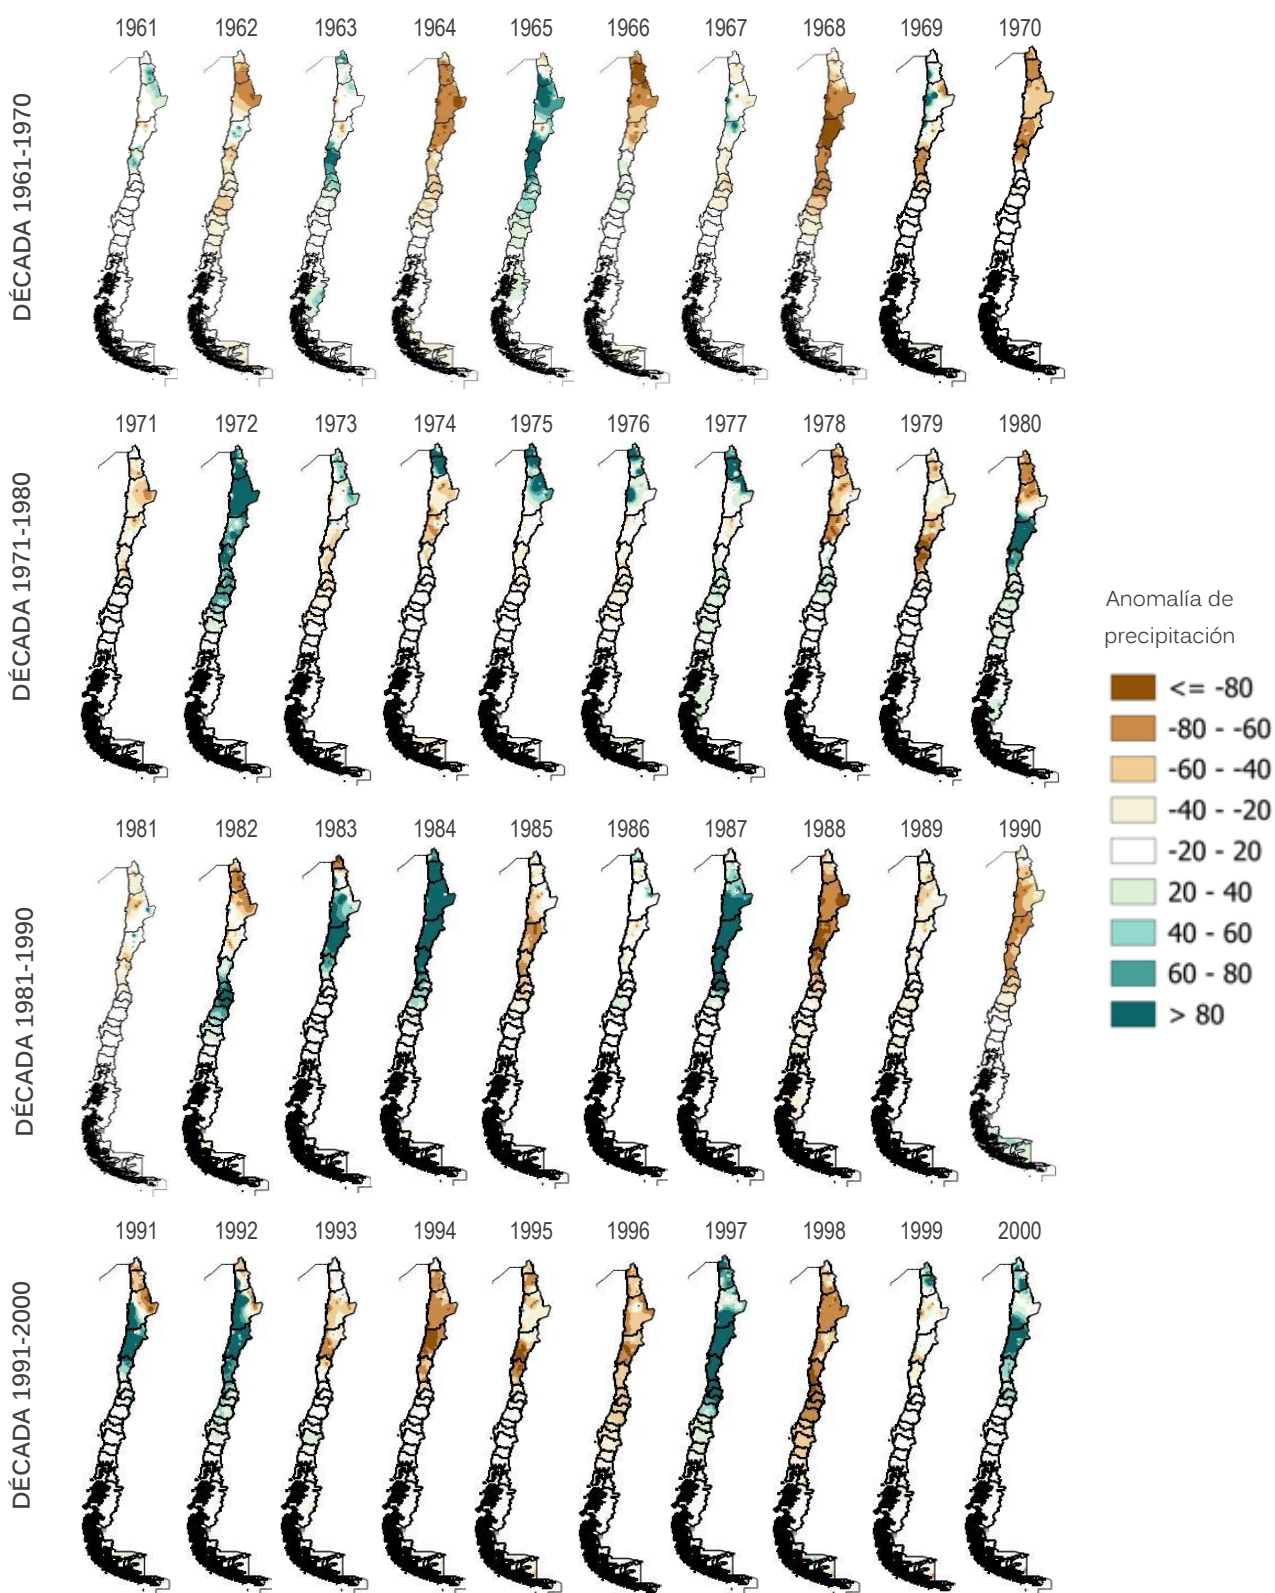 1961 1962 1963 1964 1965 1966 1967 1968 1969 1970
DÉCADA 1961-1970
1971 1972 1973 1974 1975 1976 1977 1978 1979 1980
DÉCADA 1971-1980
Anomalía de
precipitación
<= -80
-80 - -60
-60 - -40
-40 - -20
-20 - 20
20 - 40
40 - 60
60 - 80
> 80
1981 1982 1983 1984 1985 1986 1987 1988 1989 1990
DÉCADA 1981-1990
1991 1992 1993 1994 1995 1996 1997 1998 1999 2000
DÉCADA 1991-2000